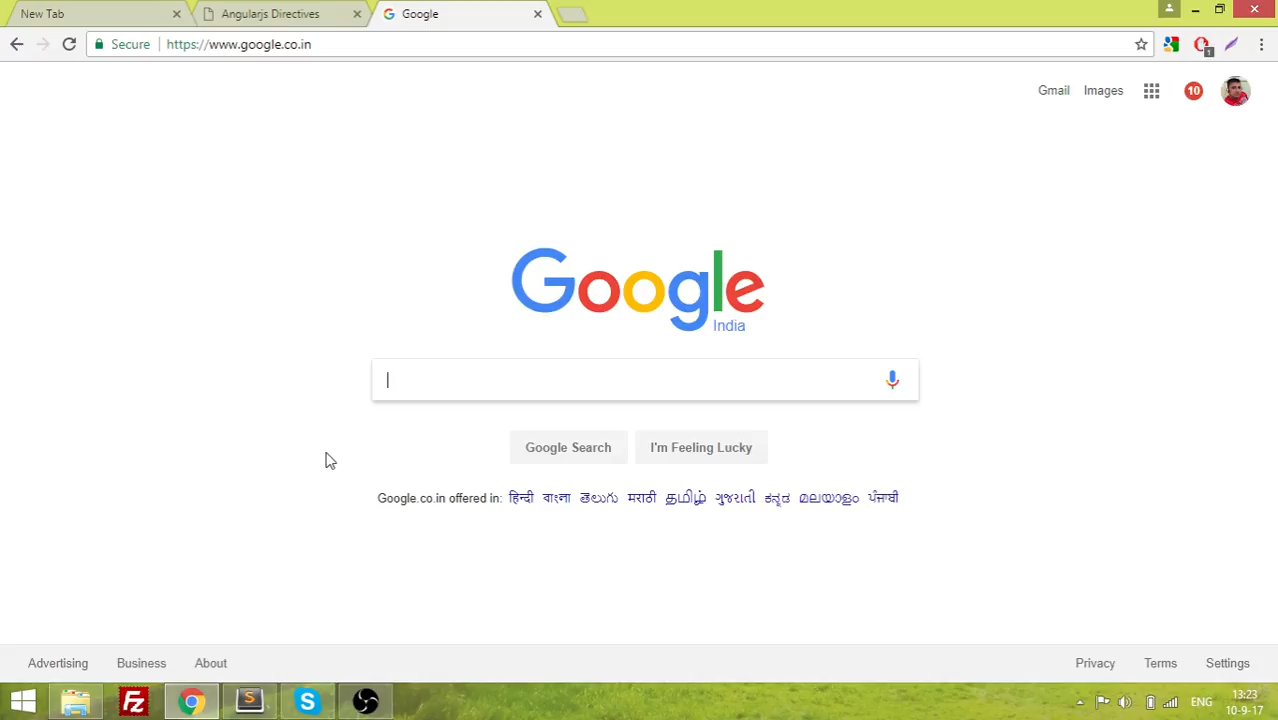 New Tab
Angularjs Directives
Google
Secure
https://www.google.co.in
1
Gmail
Images
10
Google
India
Google Search
I'm Feeling Lucky
Google.co.in offered in: हिन्दी বাংলা తెలుగు मराठी தமிழ் ગુજરાતી ಕನ್ನಡ മലയാളം ਪੰਜਾਬੀ
Advertising
Business
About
Privacy
Terms
Settings
Fz
S
S
ENG
13:23
10-9-17